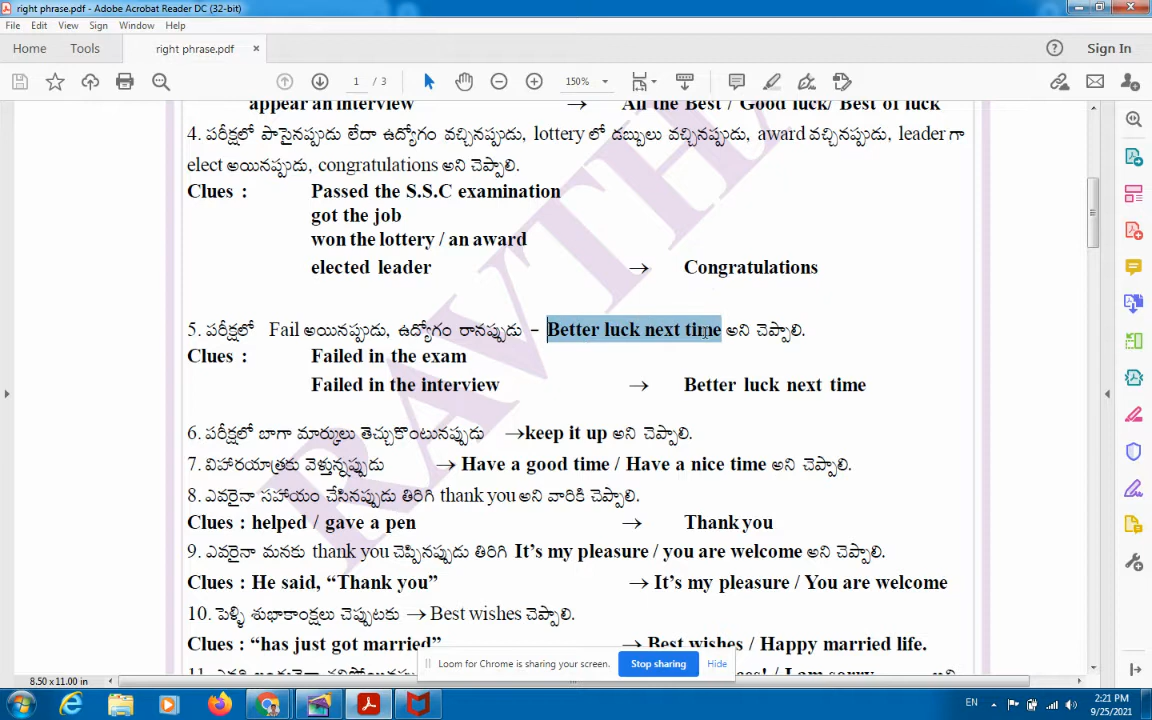 right phrase.pdf - Adobe Acrobat Reader DC (32-bit)
File Edit View Sign Window Help
Home Tools right phrase.pdf × Sign In
1 / 3 150%
appear an interview → All the Best / Good luck/ Best of luck
4. పరీక్షలో పాసైనప్పుడు లేదా ఉద్యోగం వచ్చినప్పుడు, lottery లో డబ్బులు వచ్చినప్పుడు, award వచ్చినప్పుడు, leader గా
elect అయినప్పుడు, congratulations అని చెప్పాలి.
Clues : Passed the S.S.C examination
got the job
won the lottery / an award
elected leader → Congratulations
5. పరీక్షలో Fail అయినప్పుడు, ఉద్యోగం రానప్పుడు - Better luck next time అని చెప్పాలి.
Clues : Failed in the exam
Failed in the interview → Better luck next time
6. పరీక్షలో బాగా మార్కులు తెచ్చుకొంటునప్పుడు →keep it up అని చెప్పాలి.
7. విహారయాత్రకు వెళ్తున్నప్పుడు → Have a good time / Have a nice time అని చెప్పాలి.
8. ఎవరైనా సహాయం చేసినప్పుడు తిరిగి thank you అని వారికి చెప్పాలి.
Clues : helped / gave a pen → Thank you
9. ఎవరైనా మనకు thank you చెప్పినప్పుడు తిరిగి It's my pleasure / you are welcome అని చెప్పాలి.
Clues : He said, “Thank you” → It's my pleasure / You are welcome
10. పెళ్ళి శుభాకాంక్షలు చెప్పుటకు → Best wishes చెప్పాలి.
Clues : “has just got married” → Best wishes / Happy married life.
RAVTH
Loom for Chrome is sharing your screen. Stop sharing Hide
8.50 x 11.00 in
EN 2:21 PM
9/25/2021